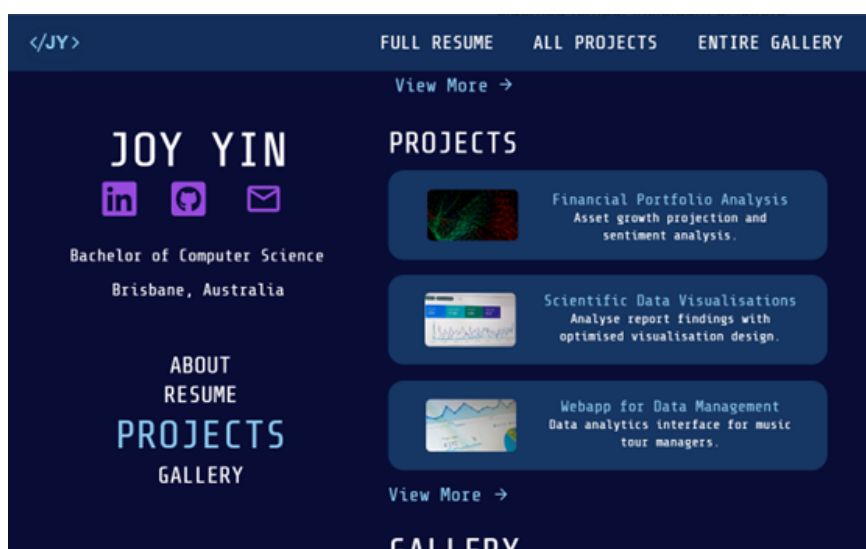 </JY>
FULL RESUME
ALL PROJECTS
ENTIRE GALLERY
JOY YIN
in
Bachelor of Computer Science
Brisbane, Australia
ABOUT
RESUME
PROJECTS
GALLERY
View More →
PROJECTS
Financial Portfolio Analysis
Asset growth projection and
sentiment analysis.
Scientific Data Visualisations
Analyse report findings with
optimised visualisation design.
Webapp for Data Management
Data analytics interface for music
tour managers.
View More →
GALLERY